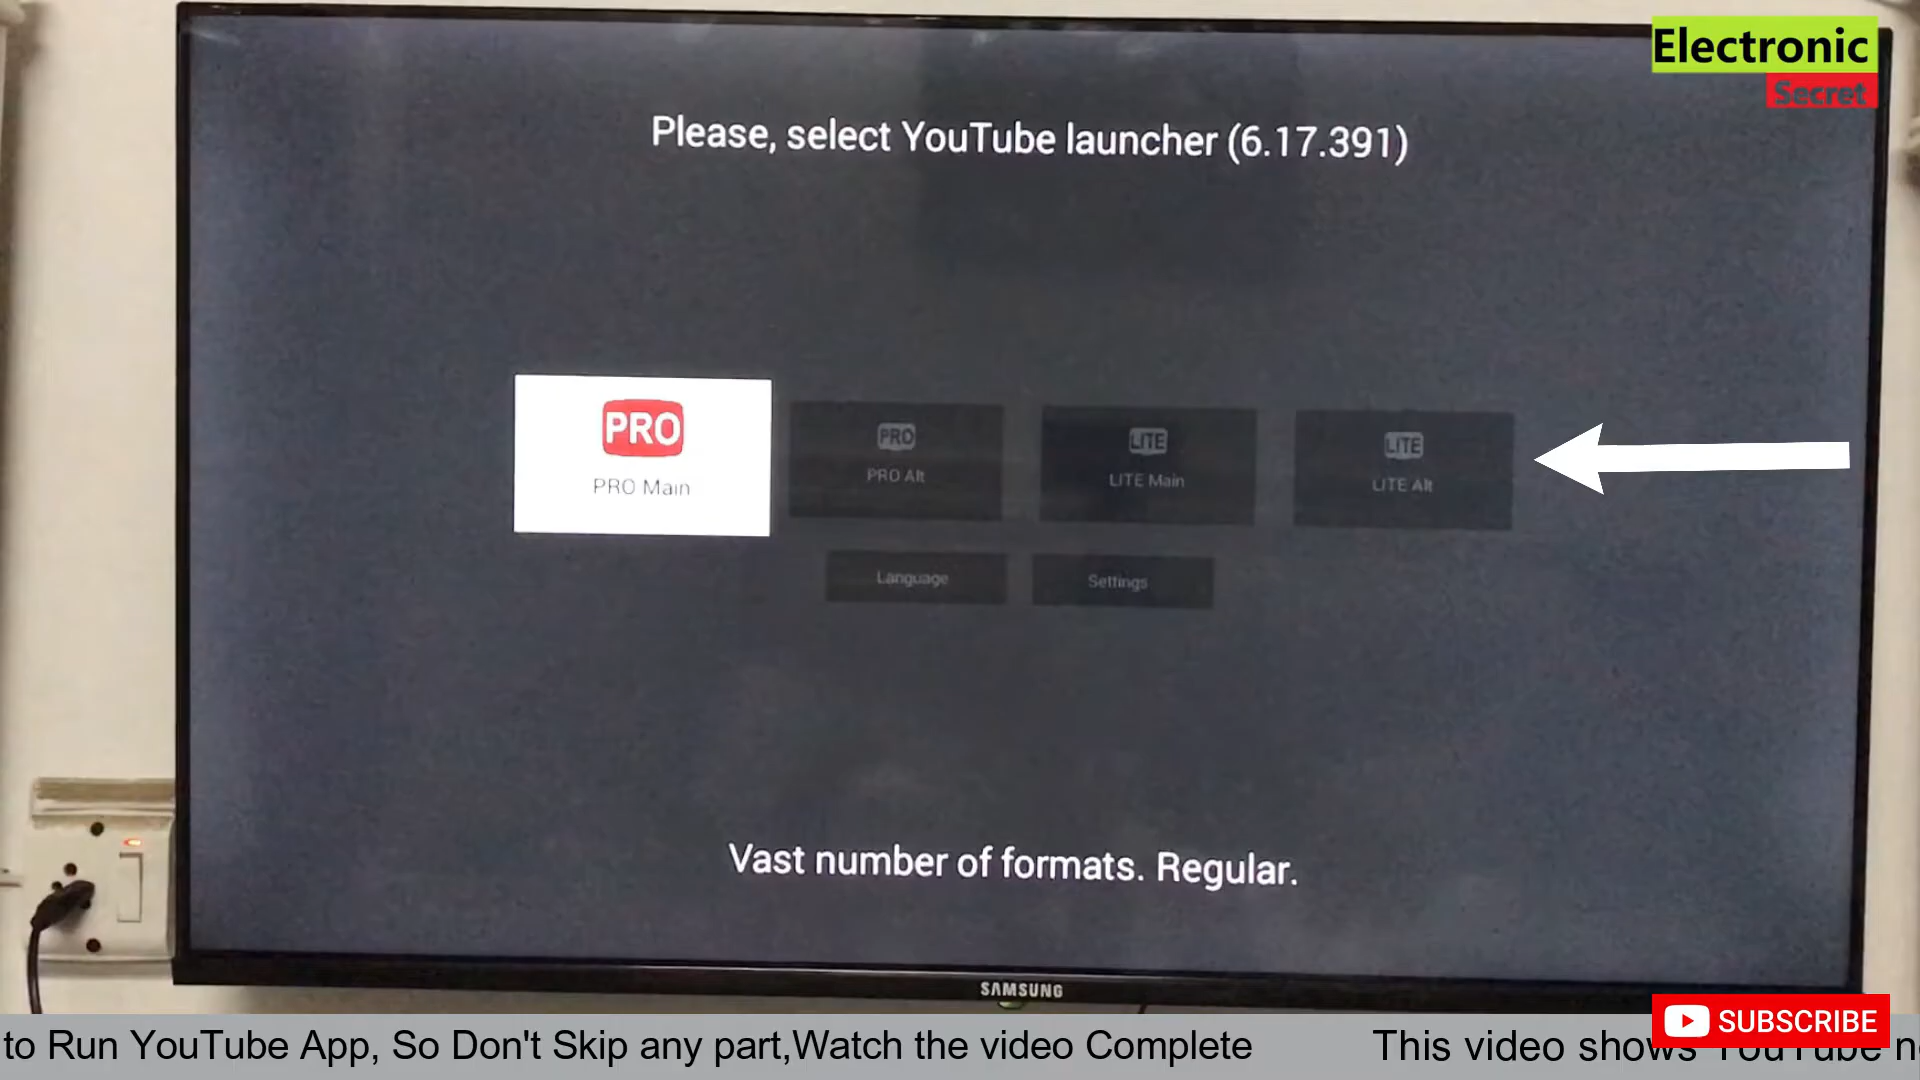 Electronic
Secret
Please, select YouTube launcher (6.17.391)
PRO
PRO Main
PRO
PRO Alt
LITE
LITE Main
LITE
LITE Alt
Language
Settings
Vast number of formats. Regular.
SAMSUNG
SUBSCRIBE
to Run YouTube App, So Don't Skip any part,Watch the video Complete
This video shows YouTube